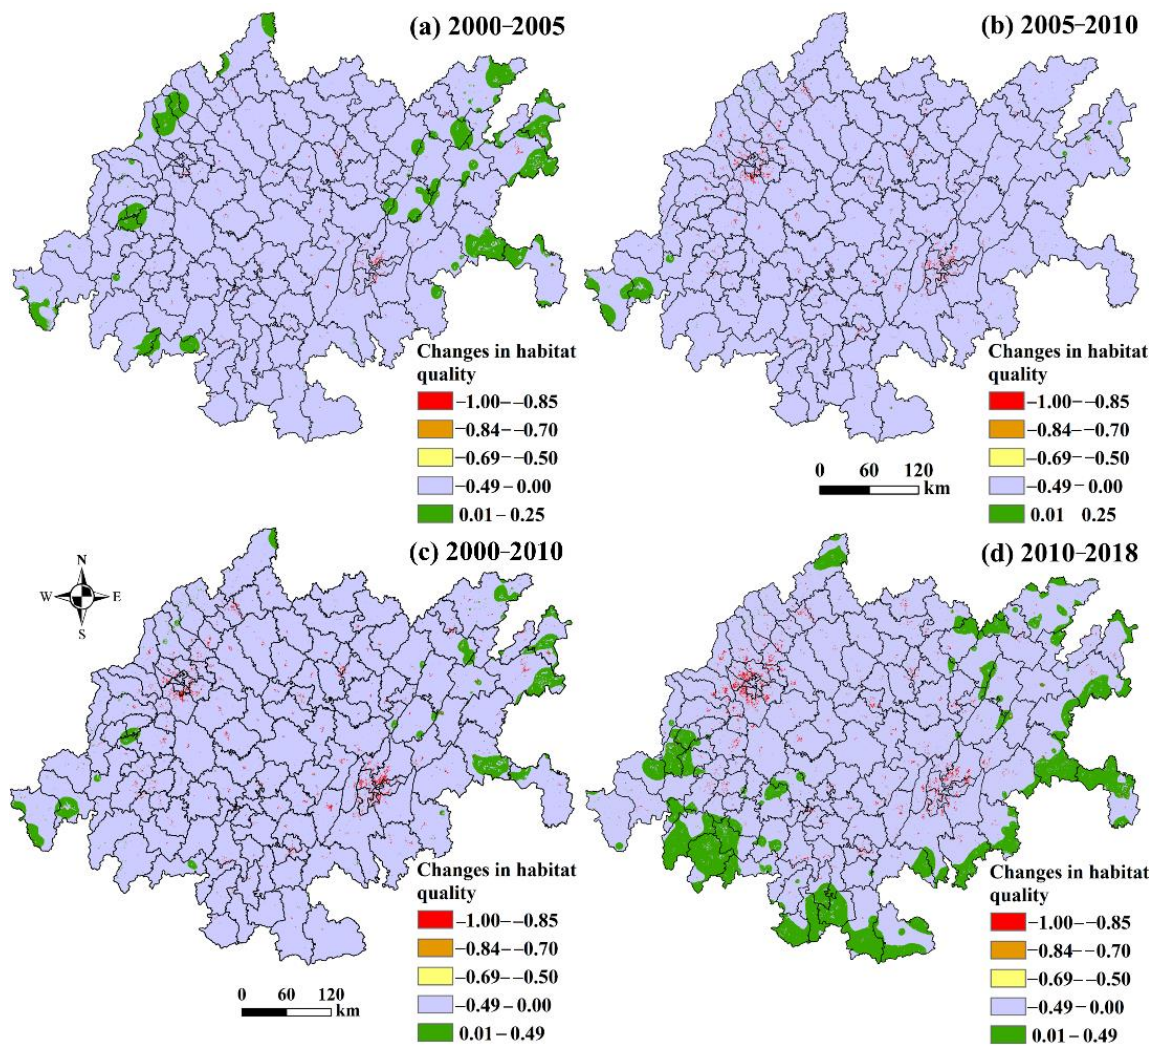 (a) 2000–2005
Changes in habitat
quality
–1.00– –0.85
–0.84– –0.70
–0.69– –0.50
–0.49 – 0.00
0.01 – 0.25
(b) 2005–2010
Changes in habitat
quality
–1.00– –0.85
–0.84– –0.70
–0.69– –0.50
–0.49 – 0.00
0.01 0.25
0 60 120
km
(c) 2000–2010
N
W E
S
Changes in habitat
quality
–1.00– –0.85
–0.84– –0.70
–0.69– –0.50
–0.49 – 0.00
0.01 – 0.49
0 60 120
km
(d) 2010–2018
Changes in habitat
quality
–1.00– –0.85
–0.84– –0.70
–0.69– –0.50
–0.49 – 0.00
0.01 – 0.49